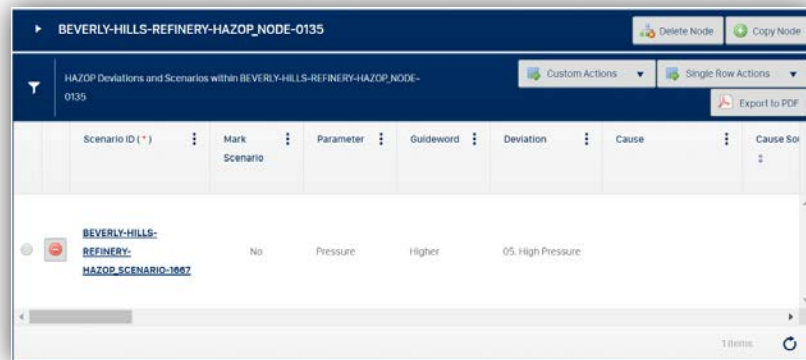 BEVERLY-HILLS-REFINERY-HAZOP_NODE-0135
Delete Node
Copy Node
HAZOP Deviations and Scenarios within BEVERLY-HILLS-REFINERY-HAZOP_NODE-
0135
Custom Actions
Single Row Actions
Export to PDF
Scenario ID (*)
Mark
Scenario
Parameter
Guideword
Deviation
Cause
Cause Sou
BEVERLY-HILLS-
REFINERY-
HAZOP_SCENARIO-1667
No
Pressure
Higher
05. High Pressure
1 items